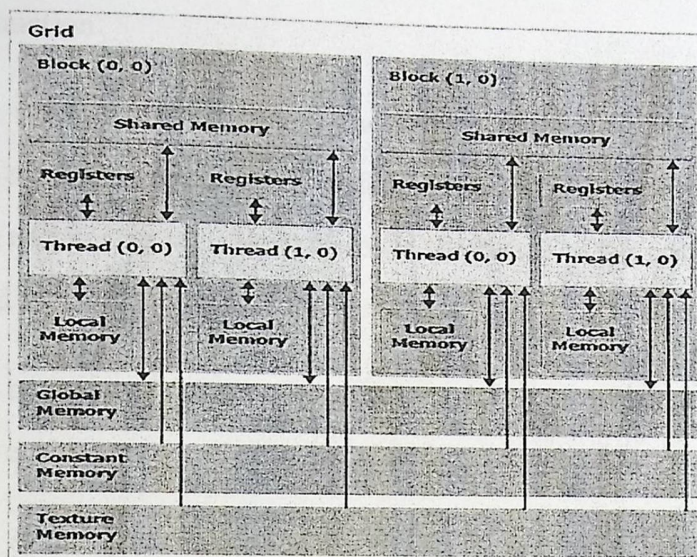 Grid
Block (0, 0)
Shared Memory
Registers
Registers
Thread (0, 0)
Thread (1, 0)
Local
Memory
Local
Memory
Block (1, 0)
Shared Memory
Registers
Registers
Thread (0, 0)
Thread (1, 0)
Local
Memory
Local
Memory
Global
Memory
Constant
Memory
Texture
Memory